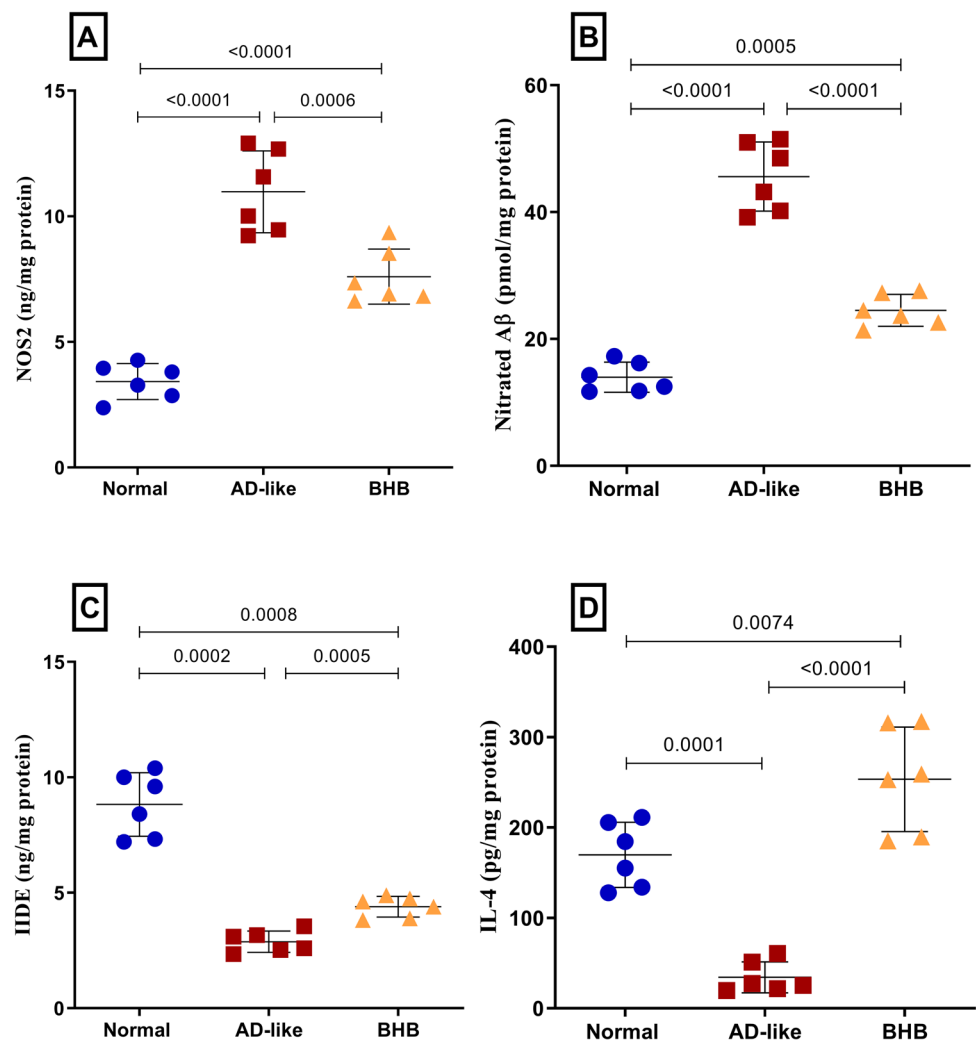 A
<0.0001
<0.0001 0.0006
NOS2 (ng/mg protein)
15
10
5
0
Normal AD-like BHB
B
0.0005
<0.0001 <0.0001
Nitrated Aβ (pmol/mg protein)
60
40
20
0
Normal AD-like BHB
C
0.0008
0.0002 0.0005
IIDE (ng/mg protein)
15
10
5
0
Normal AD-like BHB
D
0.0074
<0.0001
0.0001
IL-4 (pg/mg protein)
400
300
200
100
0
Normal AD-like BHB